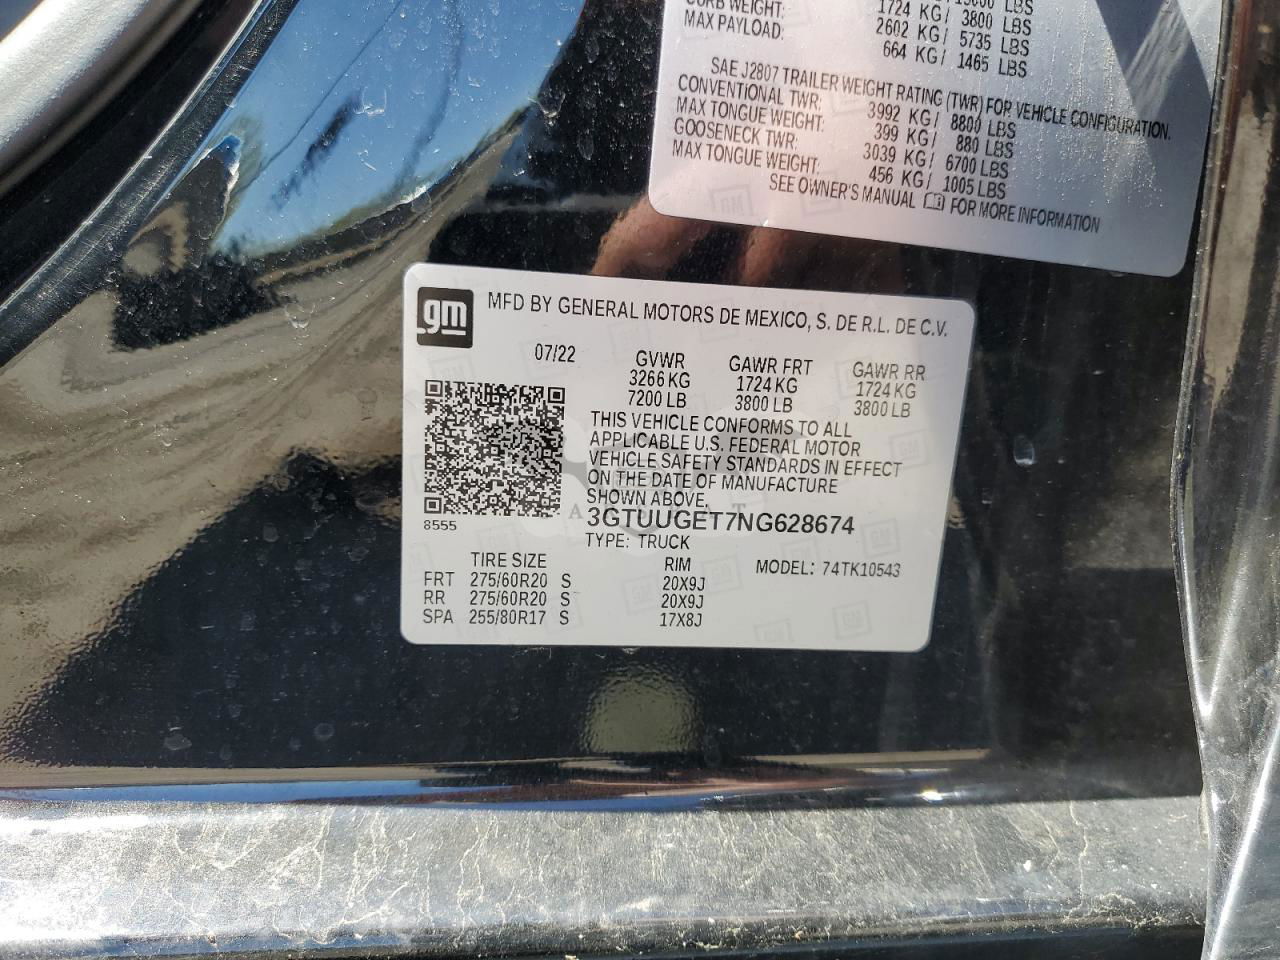 LBS
CURB WEIGHT: 1724 KG/ 3800 LBS
MAX PAYLOAD: 2602 KG/ 5735 LBS
664 KG/ 1465 LBS
SAE J2807 TRAILER WEIGHT RATING (TWR) FOR VEHICLE CONFIGURATION.
CONVENTIONAL TWR: 3992 KG/ 8800 LBS
MAX TONGUE WEIGHT: 399 KG/ 880 LBS
GOOSENECK TWR: 3039 KG/ 6700 LBS
MAX TONGUE WEIGHT: 456 KG/ 1005 LBS
SEE OWNER'S MANUAL FOR MORE INFORMATION
gm
MFD BY GENERAL MOTORS DE MEXICO, S. DE R.L. DE C.V.
07/22 GVWR GAWR FRT GAWR RR
3266 KG 1724 KG 1724 KG
7200 LB 3800 LB 3800 LB
THIS VEHICLE CONFORMS TO ALL
APPLICABLE U.S. FEDERAL MOTOR
VEHICLE SAFETY STANDARDS IN EFFECT
ON THE DATE OF MANUFACTURE
SHOWN ABOVE.
8555
3GTUUGET7NG628674
TYPE: TRUCK
TIRE SIZE RIM MODEL: 74TK10543
FRT 275/60R20 S 20X9J
RR 275/60R20 S 20X9J
SPA 255/80R17 S 17X8J